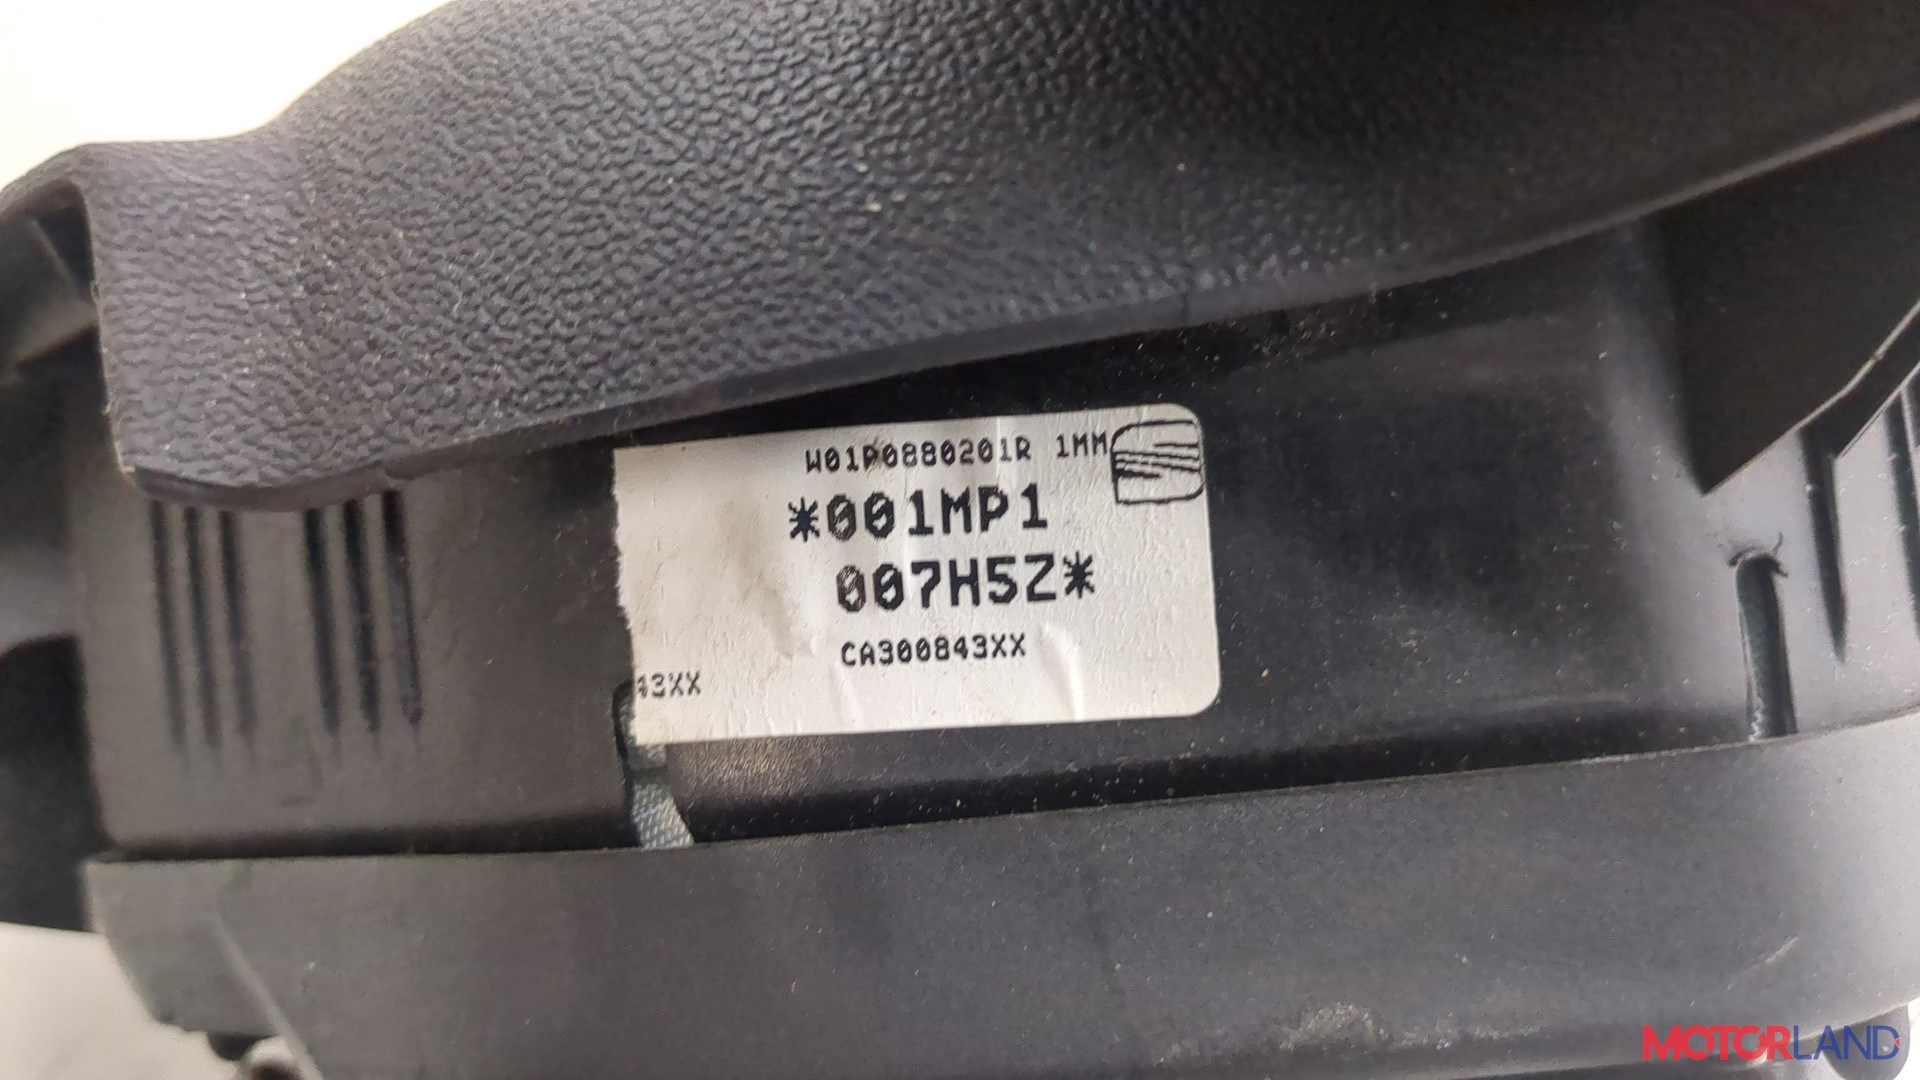 W01P0880201R 1MM
*001MP1
007H5Z*
CA300843XX
43XX
MOTORLAND